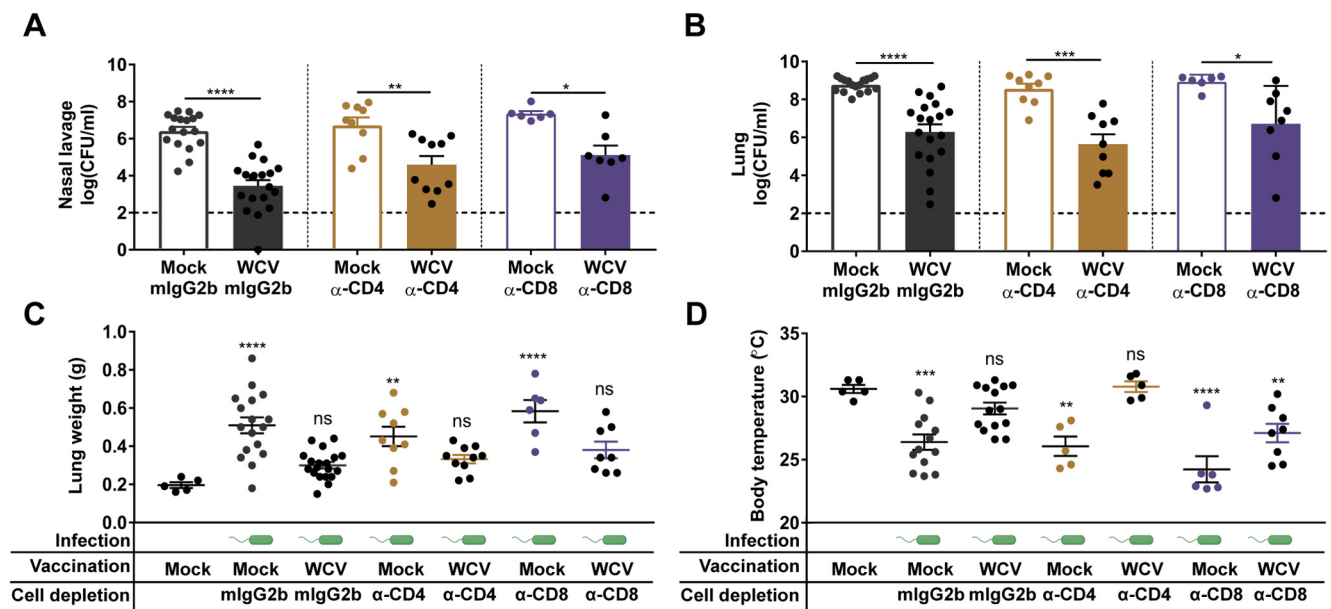 A
Nasal lavage
log(CFU/ml)
10
8
6
4
2
0
****
**
*
Mock WCV Mock WCV Mock WCV
mIgG2b mIgG2b α-CD4 α-CD4 α-CD8 α-CD8
B
Lung
log(CFU/ml)
10
8
6
4
2
0
****
***
*
Mock WCV Mock WCV Mock WCV
mIgG2b mIgG2b α-CD4 α-CD4 α-CD8 α-CD8
C
Lung weight (g)
1.0
0.8
0.6
0.4
0.2
0.0
**** ns ** ns **** ns
Infection
Vaccination Mock Mock WCV Mock WCV Mock WCV
Cell depletion mIgG2b mIgG2b α-CD4 α-CD4 α-CD8 α-CD8
D
Body temperature (°C)
35
30
25
20
*** ns ** ns **** **
Infection
Vaccination Mock Mock WCV Mock WCV Mock WCV
Cell depletion mIgG2b mIgG2b α-CD4 α-CD4 α-CD8 α-CD8